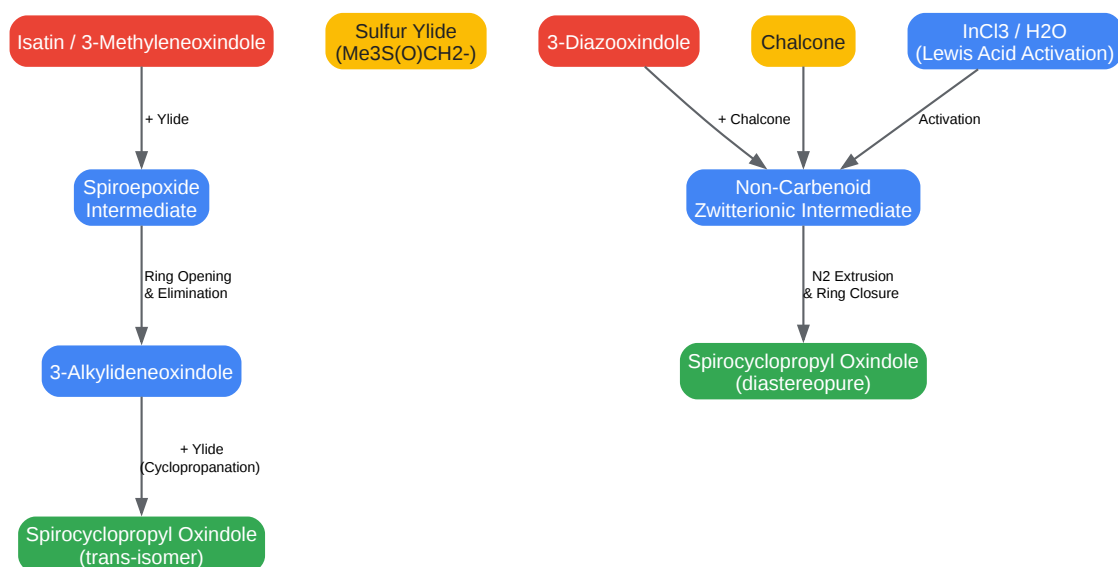 Isatin / 3-Methyleneoxindole
Sulfur Ylide
(Me3S(O)CH2-)
3-Diazooxindole
Chalcone
InCl3 / H2O
(Lewis Acid Activation)
+ Ylide
+ Chalcone
Activation
Spiroepoxide
Intermediate
Non-Carbenoid
Zwitterionic Intermediate
Ring Opening
& Elimination
N2 Extrusion
& Ring Closure
3-Alkylideneoxindole
Spirocyclopropyl Oxindole
(diastereopure)
+ Ylide
(Cyclopropanation)
Spirocyclopropyl Oxindole
(trans-isomer)